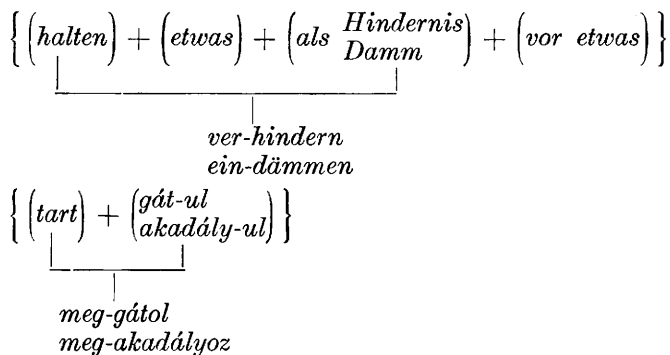 {(halten) + (etwas) + (als Hindernis
Damm) + (vor etwas)}
ver-hindern
ein-dämmen
{(tart) + (gát-ul
akadály-ul)}
meg-gátol
meg-akadályoz